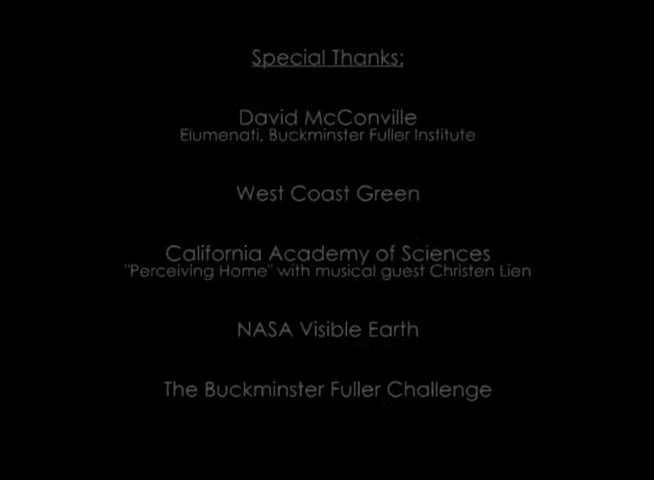 Special Thanks:
David McConville
Elumenati, Buckminster Fuller Institute
West Coast Green
California Academy of Sciences
"Perceiving Home" with musical guest Christen Lien
NASA Visible Earth
The Buckminster Fuller Challenge